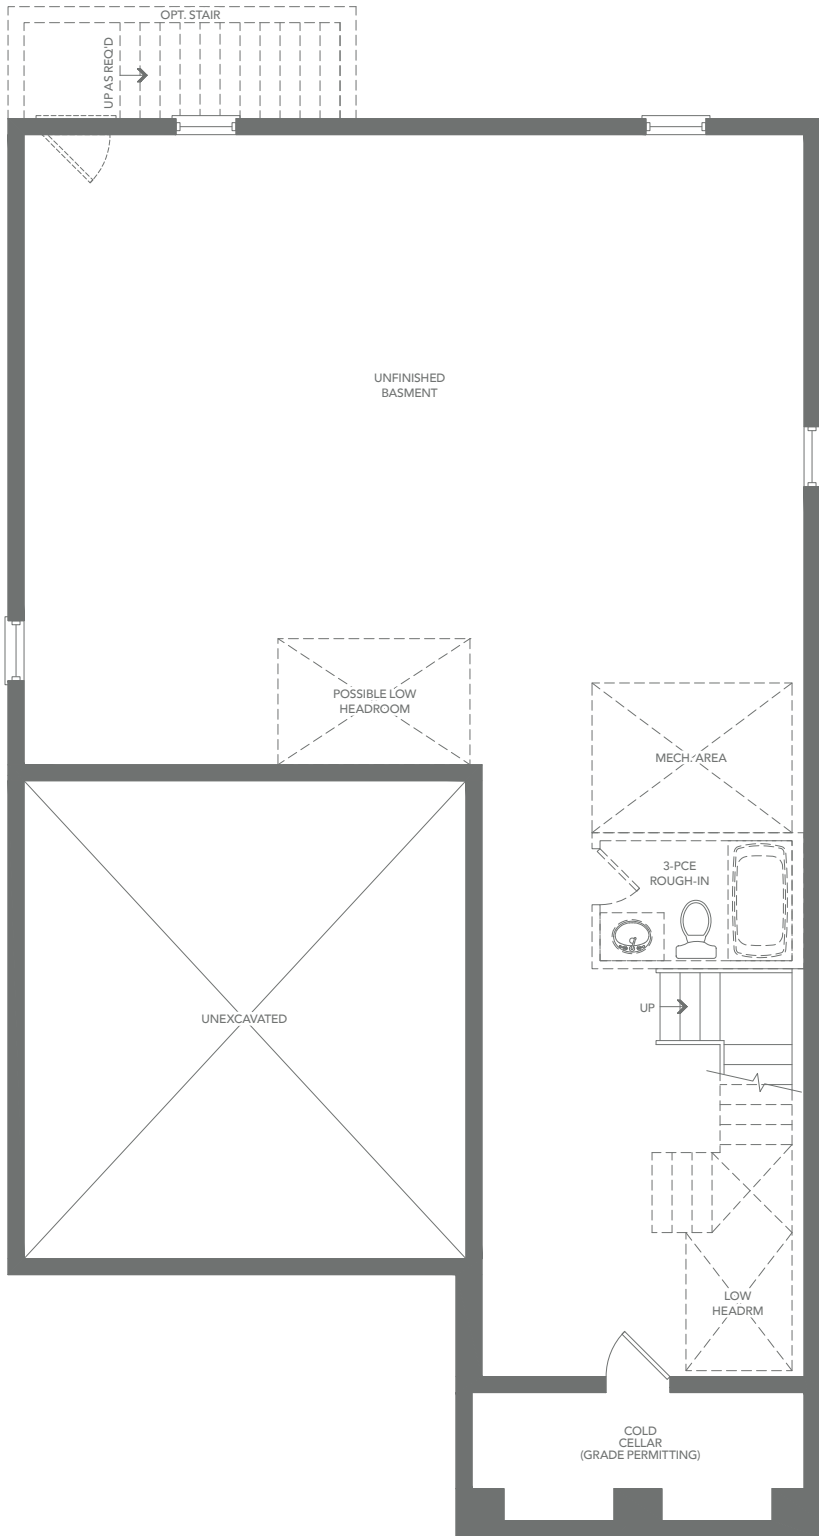 OPT. STAIR
UP AS REQ'D
UNFINISHED
BASMENT
POSSIBLE LOW
HEADROOM
MECH. AREA
3-PCE
ROUGH-IN
UNEXCAVATED
UP
LOW
HEADRM
COLD
CELLAR
(GRADE PERMITTING)